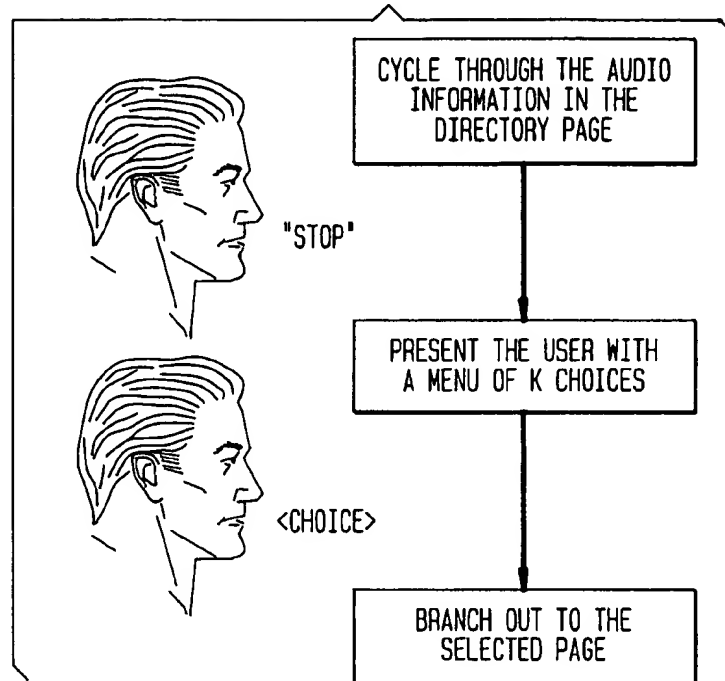 CYCLE THROUGH THE AUDIO
INFORMATION IN THE
DIRECTORY PAGE
"STOP"
PRESENT THE USER WITH
A MENU OF K CHOICES
<CHOICE>
BRANCH OUT TO THE
SELECTED PAGE